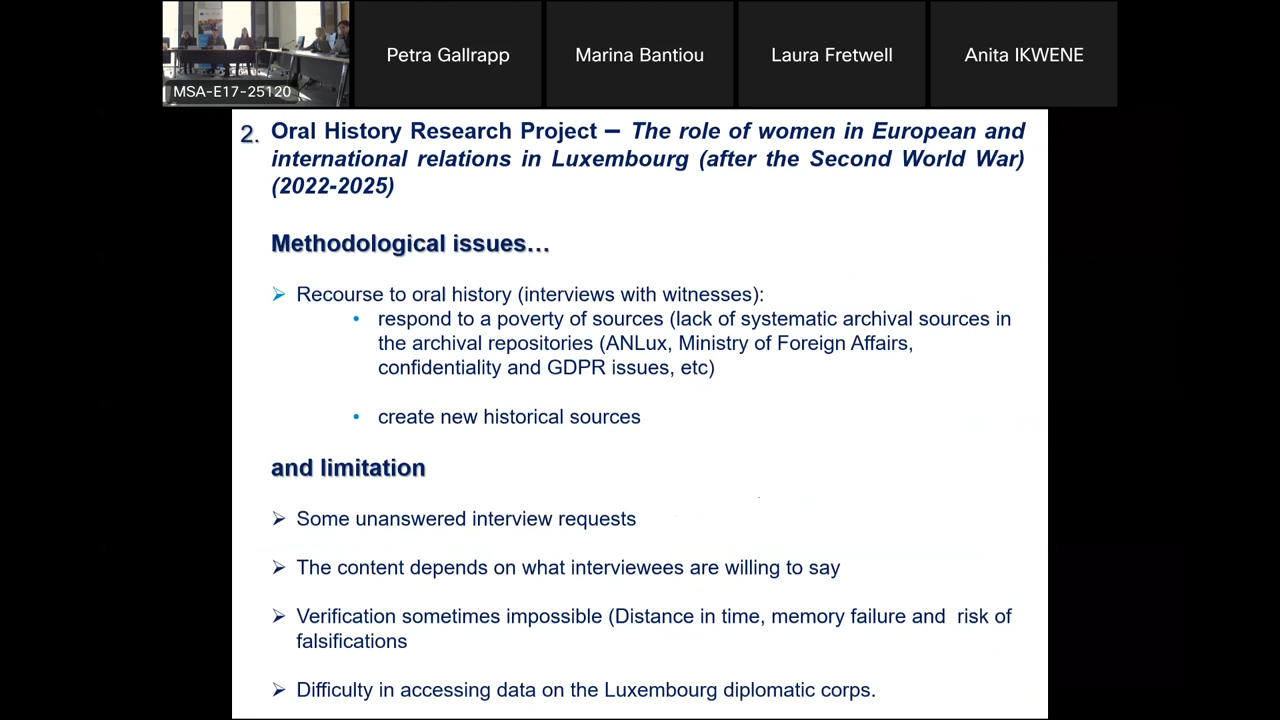 MSA-E17-25120
Petra Gallrapp
Marina Bantiou
Laura Fretwell
Anita IKWENE
2. Oral History Research Project – The role of women in European and
international relations in Luxembourg (after the Second World War)
(2022-2025)
Methodological issues...
➢ Recourse to oral history (interviews with witnesses):
• respond to a poverty of sources (lack of systematic archival sources in
the archival repositories (ANLux, Ministry of Foreign Affairs,
confidentiality and GDPR issues, etc)
• create new historical sources
and limitation
➢ Some unanswered interview requests
➢ The content depends on what interviewees are willing to say
➢ Verification sometimes impossible (Distance in time, memory failure and risk of
falsifications
➢ Difficulty in accessing data on the Luxembourg diplomatic corps.